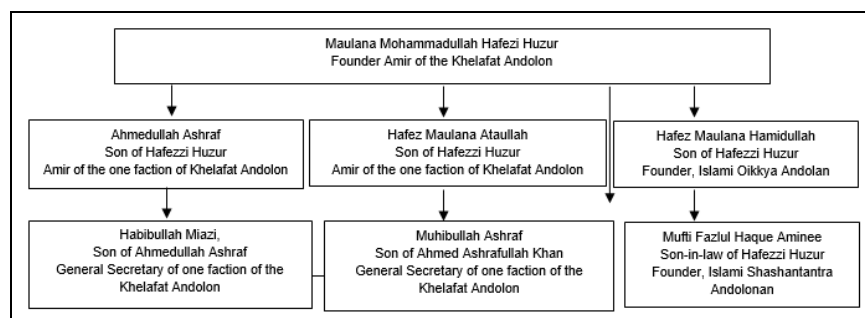 Maulana Mohammadullah Hafezi Huzur
Founder Amir of the Khelafat Andolon
Ahmedullah Ashraf
Son of Hafezzi Huzur
Amir of the one faction of Khelafat Andolon
Hafez Maulana Ataullah
Son of Hafezzi Huzur
Amir of the one faction of Khelafat Andolon
Hafez Maulana Hamidullah
Son of Hafezzi Huzur
Founder, Islami Oikkya Andolan
Habibullah Miazi,
Son of Ahmedullah Ashraf
General Secretary of one faction of the
Khelafat Andolon
Muhibullah Ashraf
Son of Ahmed Ashrafullah Khan
General Secretary of one faction of the
Khelafat Andolon
Mufti Fazlul Haque Aminee
Son-in-law of Hafezzi Huzur
Founder, Islami Shashantantra
Andolonan